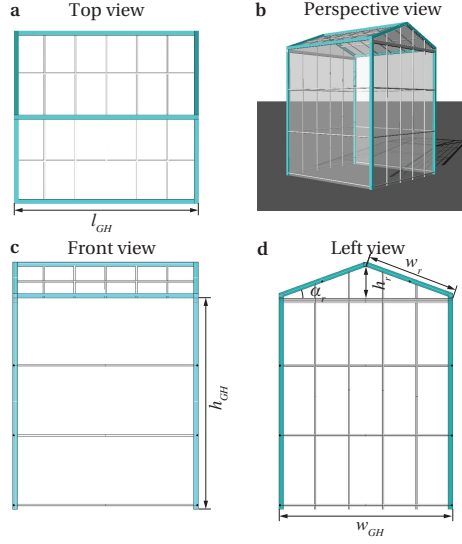 a Top view
b Perspective view
l_GH
c Front view
d Left view
w_r
h_r
α_r
h_GH
w_GH